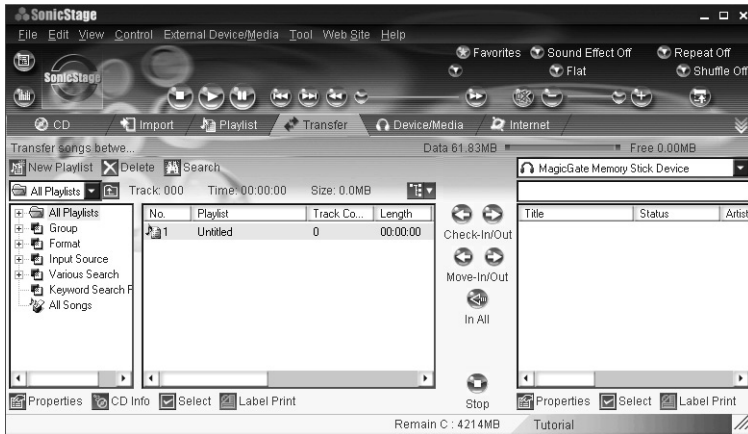 SonicStage
File Edit View Control External Device/Media Tool Web Site Help
Favorites Sound Effect Off Repeat Off
SonicStage
Flat Shuffle Off
CD Import Playlist Transfer Device/Media Internet
Transfer songs betwe... Data 61.83MB Free 0.00MB
New Playlist Delete Search
MagicGate Memory Stick Device
All Playlists Track: 000 Time: 00:00:00 Size: 0.0MB
All Playlists
Group
Format
Input Source
Various Search
Keyword Search F
All Songs
No. Playlist Track Co... Length
1 Untitled 0 00:00:00
Check-In/Out
Move-In/Out
In All
Stop
Title Status Artist
Properties CD Info Select Label Print
Properties Select Label Print
Remain C : 4214MB Tutorial